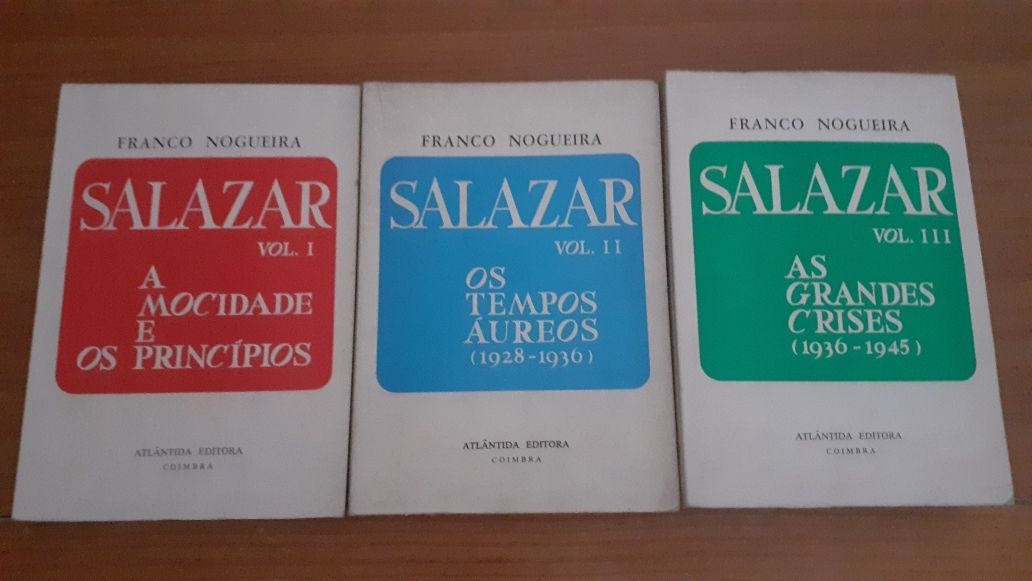 FRANCO NOGUEIRA
SALAZAR
VOL. I
A
MOCIDADE
E
OS PRINCÍPIOS
ATLÂNTIDA EDITORA
COIMBRA
FRANCO NOGUEIRA
SALAZAR
VOL. II
OS
TEMPOS
ÁUREOS
(1928-1936)
ATLÂNTIDA EDITORA
COIMBRA
FRANCO NOGUEIRA
SALAZAR
VOL. III
AS
GRANDES
CRISES
(1936-1945)
ATLÂNTIDA EDITORA
COIMBRA